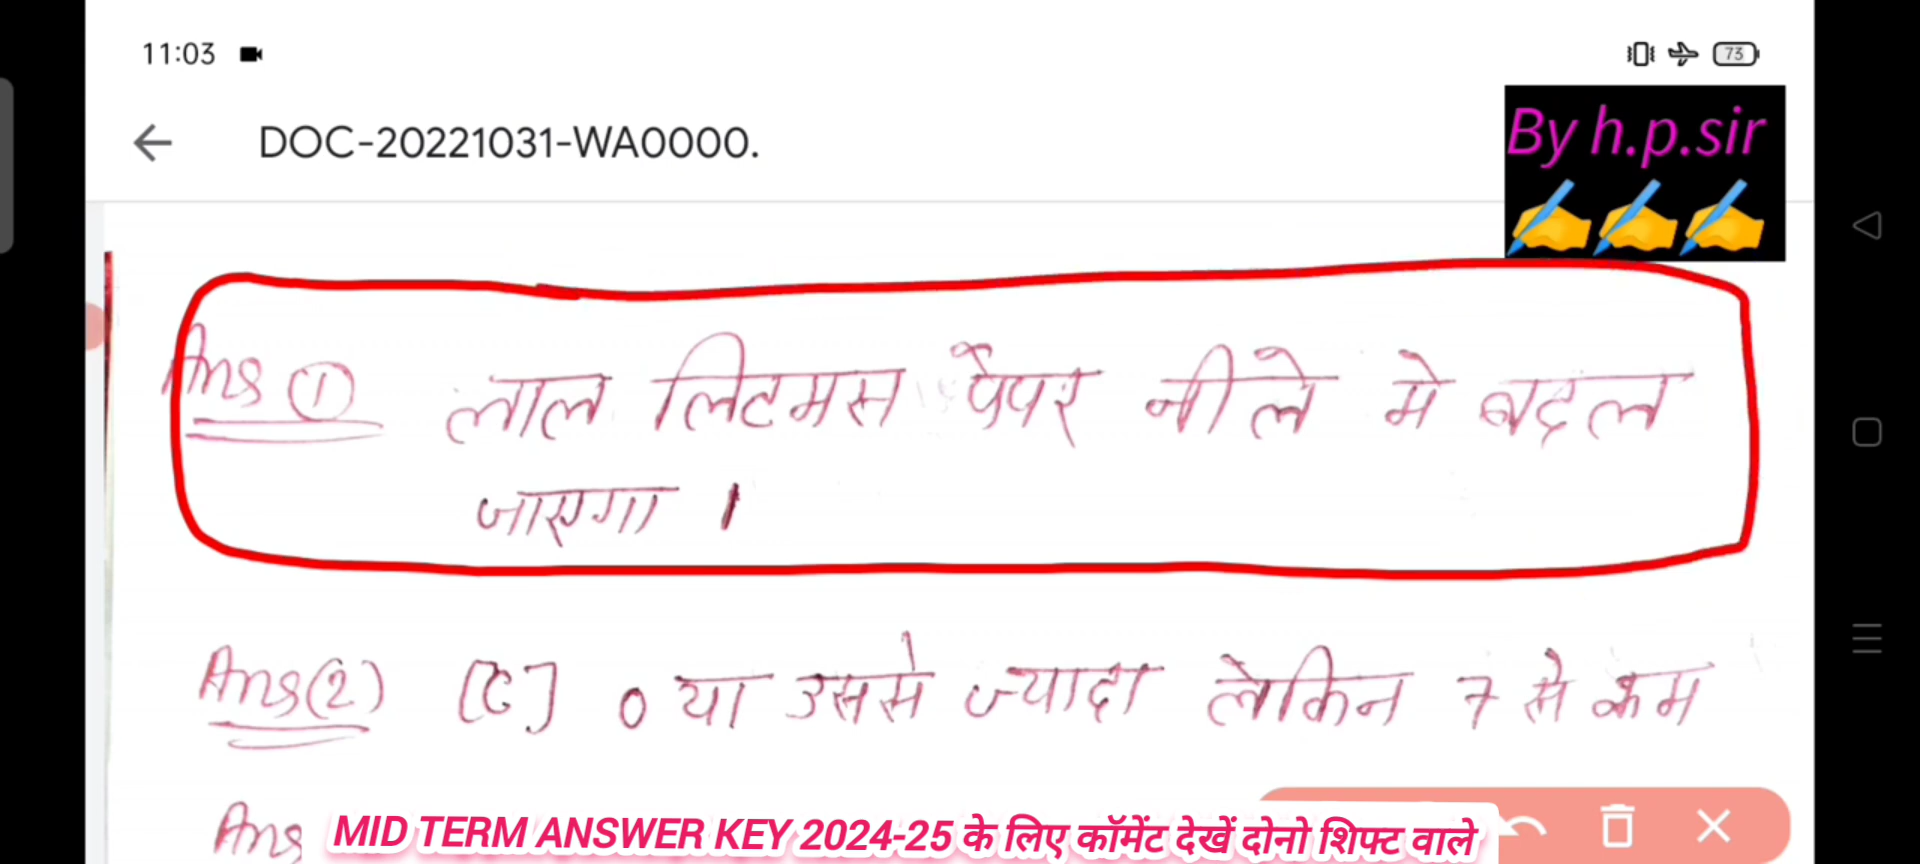 11:03
73
DOC-20221031-WA0000.
By h.p.sir
Ans ① लाल लिटमस पेपर नीले मे बदल
जाएगा ।
Ans(2) [C] 0 या उससे ज्यादा लेकिन 7 से कम
Ans
MID TERM ANSWER KEY 2024-25 के लिए कॉमेंट देखें दोनो शिफ्ट वाले